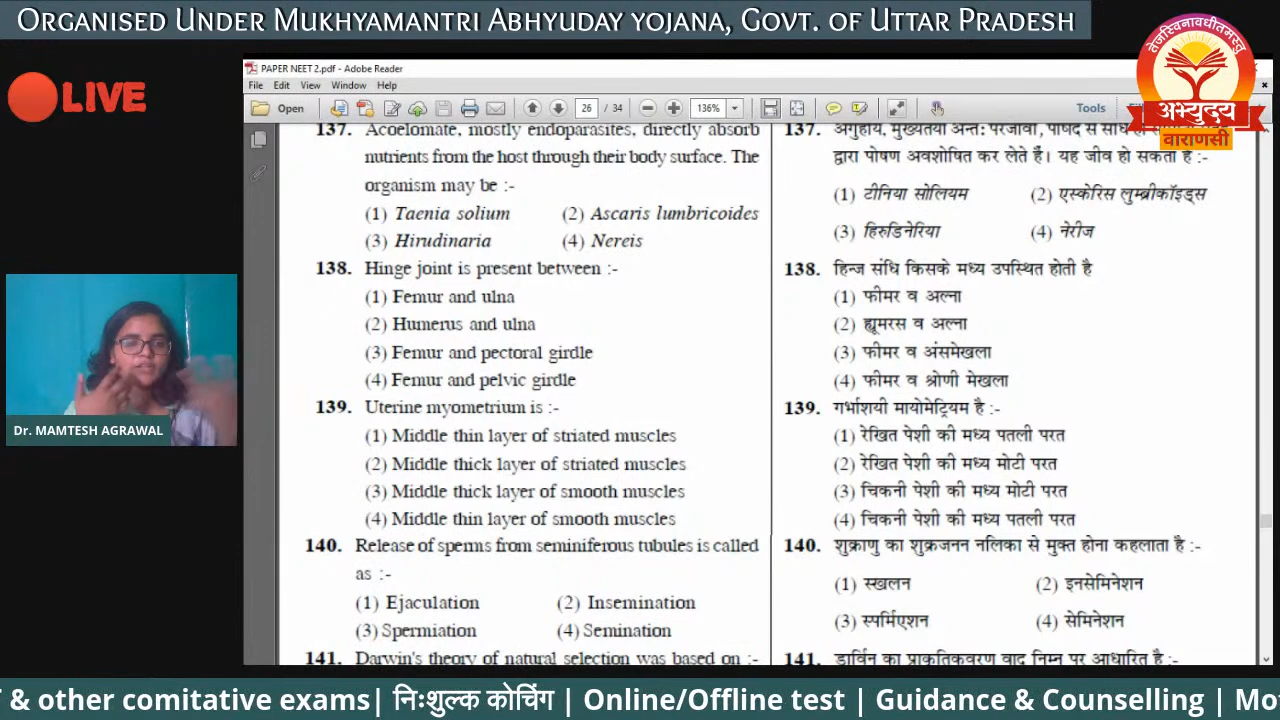 ORGANISED UNDER MUKHYAMANTRI ABHYUDAY YOJANA, GOVT. OF UTTAR PRADESH
तेजस्विनावधीतमस्तु
अभ्युदय
वाराणसी
LIVE
PAPER NEET 2.pdf - Adobe Reader
File Edit View Window Help
Open 26 / 34 136% Tools
137. Acoelomate, mostly endoparasites, directly absorb
nutrients from the host through their body surface. The
organism may be :-
(1) Taenia solium (2) Ascaris lumbricoides
(3) Hirudinaria (4) Nereis
138. Hinge joint is present between :-
(1) Femur and ulna
(2) Humerus and ulna
(3) Femur and pectoral girdle
(4) Femur and pelvic girdle
139. Uterine myometrium is :-
(1) Middle thin layer of striated muscles
(2) Middle thick layer of striated muscles
(3) Middle thick layer of smooth muscles
(4) Middle thin layer of smooth muscles
140. Release of sperms from seminiferous tubules is called
as :-
(1) Ejaculation (2) Insemination
(3) Spermiation (4) Semination
141. Darwin's theory of natural selection was based on :-
137. अगुहीय, मुख्यतया अन्तः परजीवी, पोषद से सीधे ही
द्वारा पोषण अवशोषित कर लेते हैं। यह जीव हो सकता है :-
(1) टीनिया सोलियम (2) एस्केरिस लुम्ब्रीकॉइड्स
(3) हिरुडिनेरिया (4) नेरीज
138. हिन्ज संधि किसके मध्य उपस्थित होती है
(1) फीमर व अल्ना
(2) ह्यूमरस व अल्ना
(3) फीमर व अंसमेखला
(4) फीमर व श्रोणी मेखला
139. गर्भाशयी मायोमेट्रियम है :-
(1) रेखित पेशी की मध्य पतली परत
(2) रेखित पेशी की मध्य मोटी परत
(3) चिकनी पेशी की मध्य मोटी परत
(4) चिकनी पेशी की मध्य पतली परत
140. शुक्राणु का शुक्रजनन नलिका से मुक्त होना कहलाता है :-
(1) स्खलन (2) इनसेमिनेशन
(3) स्पर्मिएशन (4) सेमिनेशन
141. डार्विन का प्राकृतिकवरण वाद निम्न पर आधारित है :-
Dr. MAMTESH AGRAWAL
& other comitative exams| निःशुल्क कोचिंग | Online/Offline test | Guidance & Counselling |